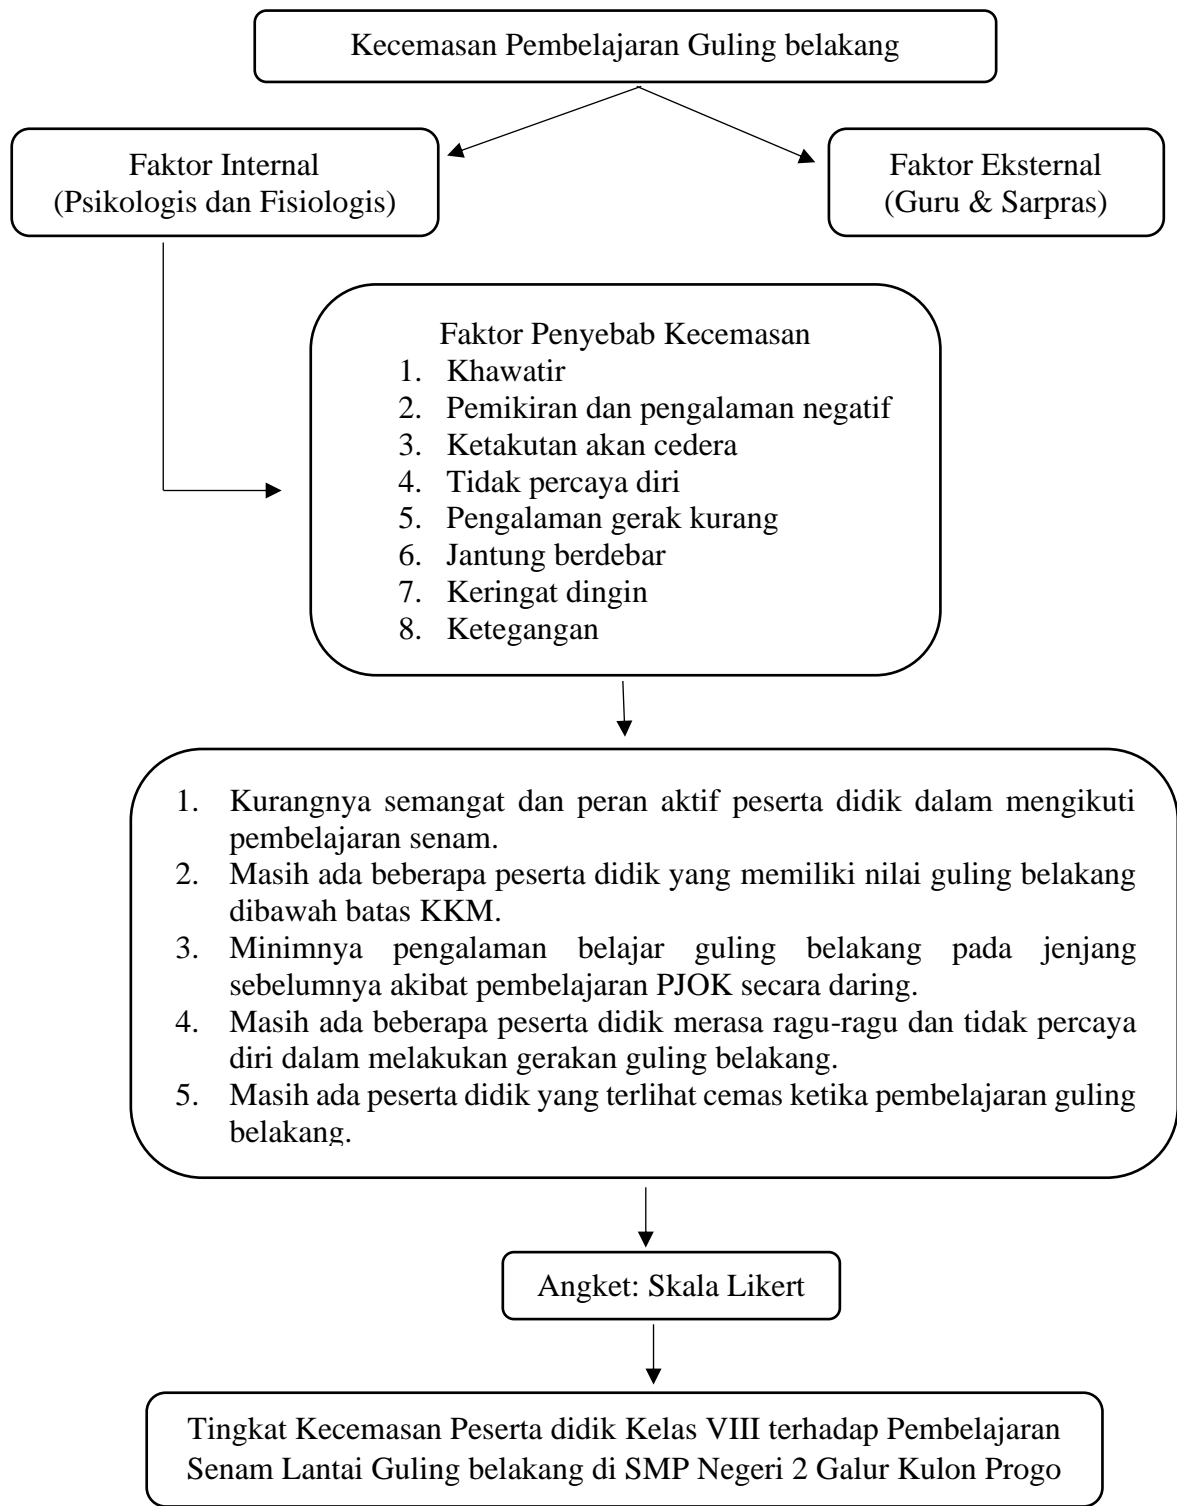 Kecemasan Pembelajaran Guling belakang
Faktor Internal
(Psikologis dan Fisiologis)
Faktor Eksternal
(Guru & Sarpras)
Faktor Penyebab Kecemasan
1. Khawatir
2. Pemikiran dan pengalaman negatif
3. Ketakutan akan cedera
4. Tidak percaya diri
5. Pengalaman gerak kurang
6. Jantung berdebar
7. Keringat dingin
8. Ketegangan
1. Kurangnya semangat dan peran aktif peserta didik dalam mengikuti
pembelajaran senam.
2. Masih ada beberapa peserta didik yang memiliki nilai guling belakang
dibawah batas KKM.
3. Minimnya pengalaman belajar guling belakang pada jenjang
sebelumnya akibat pembelajaran PJOK secara daring.
4. Masih ada beberapa peserta didik merasa ragu-ragu dan tidak percaya
diri dalam melakukan gerakan guling belakang.
5. Masih ada peserta didik yang terlihat cemas ketika pembelajaran guling
belakang.
Angket: Skala Likert
Tingkat Kecemasan Peserta didik Kelas VIII terhadap Pembelajaran
Senam Lantai Guling belakang di SMP Negeri 2 Galur Kulon Progo